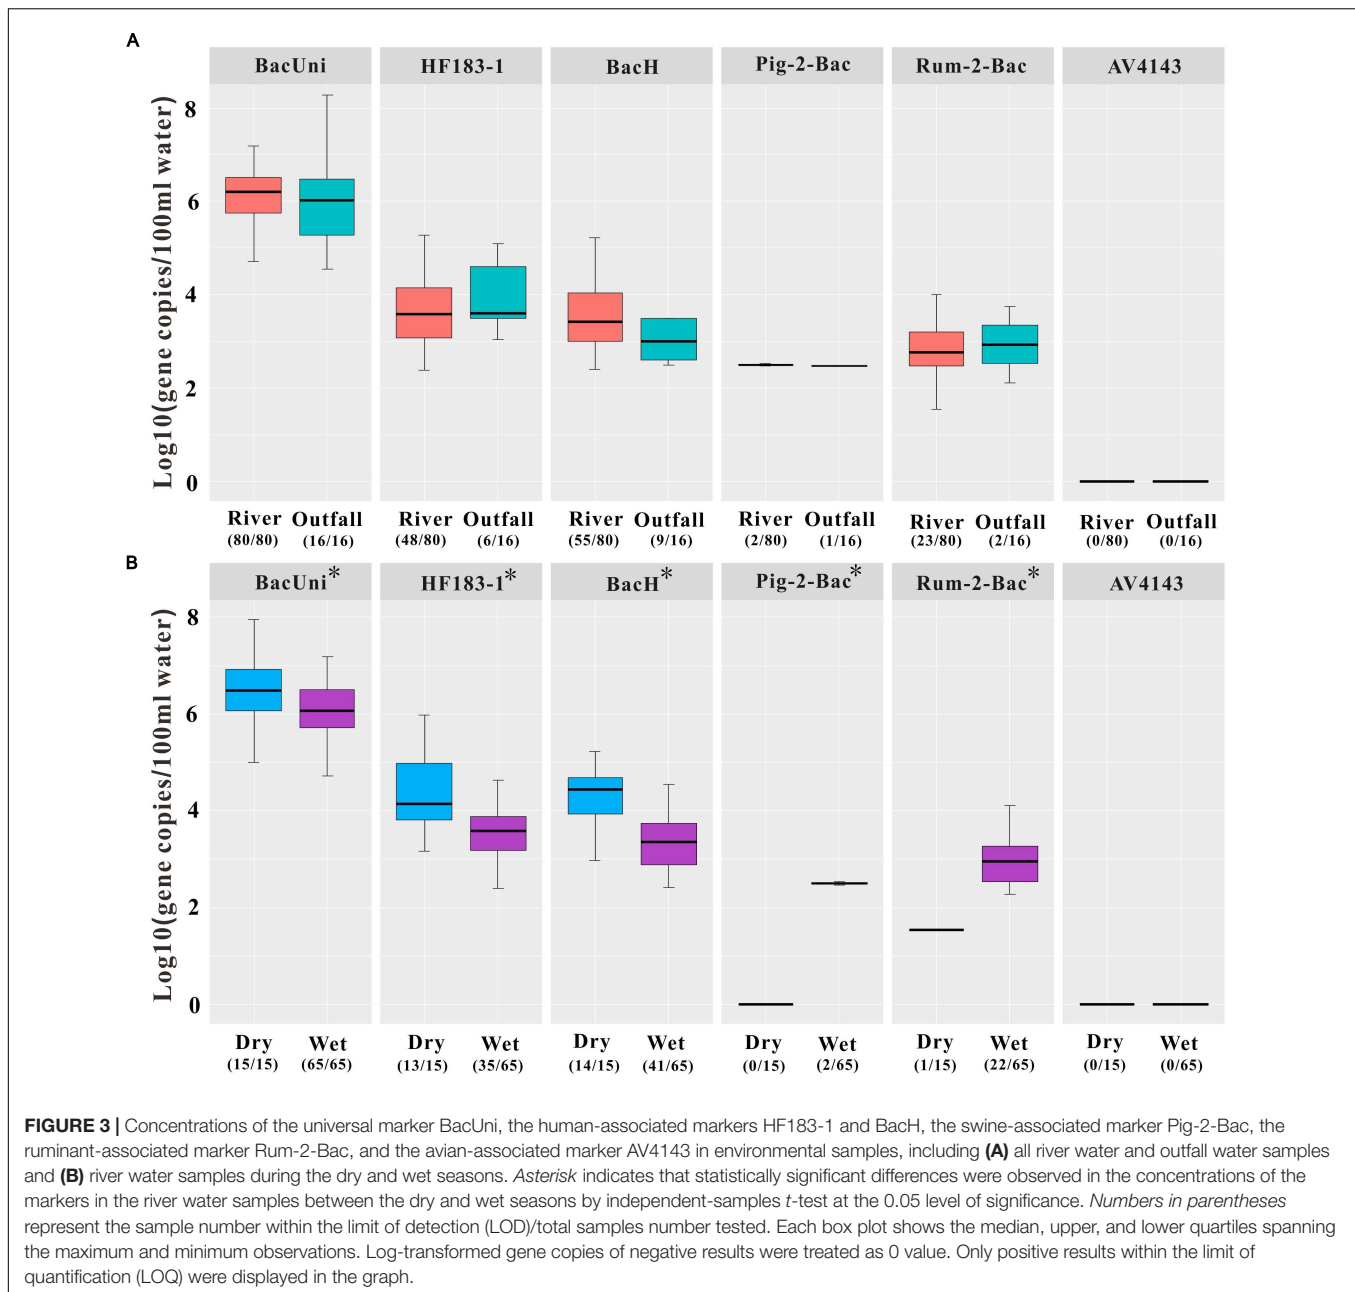 A
BacUni HF183-1 BacH Pig-2-Bac Rum-2-Bac AV4143
Log10(gene copies/100ml water)
8
6
4
2
0
River Outfall River Outfall River Outfall River Outfall River Outfall River Outfall
(80/80) (16/16) (48/80) (6/16) (55/80) (9/16) (2/80) (1/16) (23/80) (2/16) (0/80) (0/16)
B
BacUni* HF183-1* BacH* Pig-2-Bac* Rum-2-Bac* AV4143
Log10(gene copies/100ml water)
8
6
4
2
0
Dry Wet Dry Wet Dry Wet Dry Wet Dry Wet Dry Wet
(15/15) (65/65) (13/15) (35/65) (14/15) (41/65) (0/15) (2/65) (1/15) (22/65) (0/15) (0/65)
FIGURE 3 | Concentrations of the universal marker BacUni, the human-associated markers HF183-1 and BacH, the swine-associated marker Pig-2-Bac, the
ruminant-associated marker Rum-2-Bac, and the avian-associated marker AV4143 in environmental samples, including (A) all river water and outfall water samples
and (B) river water samples during the dry and wet seasons. Asterisk indicates that statistically significant differences were observed in the concentrations of the
markers in the river water samples between the dry and wet seasons by independent-samples t-test at the 0.05 level of significance. Numbers in parentheses
represent the sample number within the limit of detection (LOD)/total samples number tested. Each box plot shows the median, upper, and lower quartiles spanning
the maximum and minimum observations. Log-transformed gene copies of negative results were treated as 0 value. Only positive results within the limit of
quantification (LOQ) were displayed in the graph.